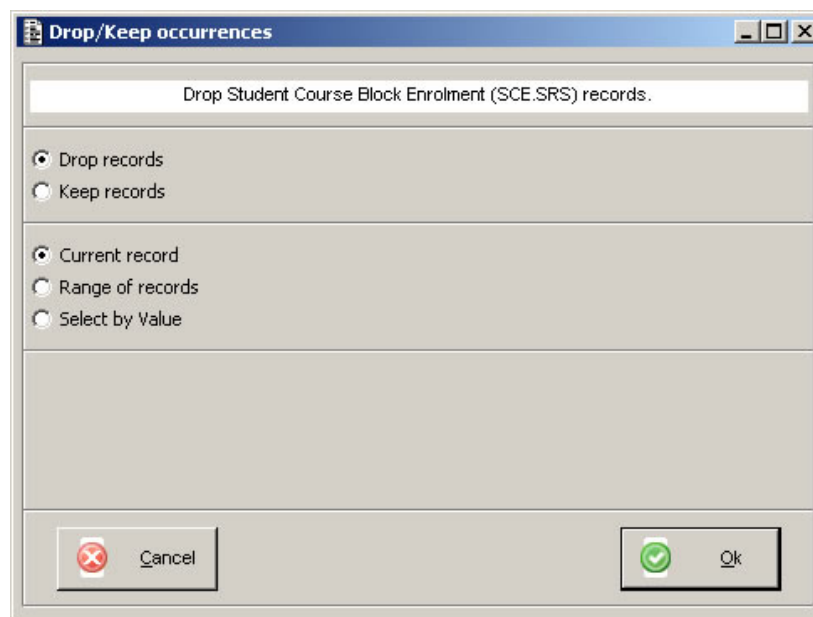 Drop/Keep occurrences
Drop Student Course Block Enrolment (SCE.SRS) records.
Drop records
Keep records
Current record
Range of records
Select by Value
Cancel
Ok